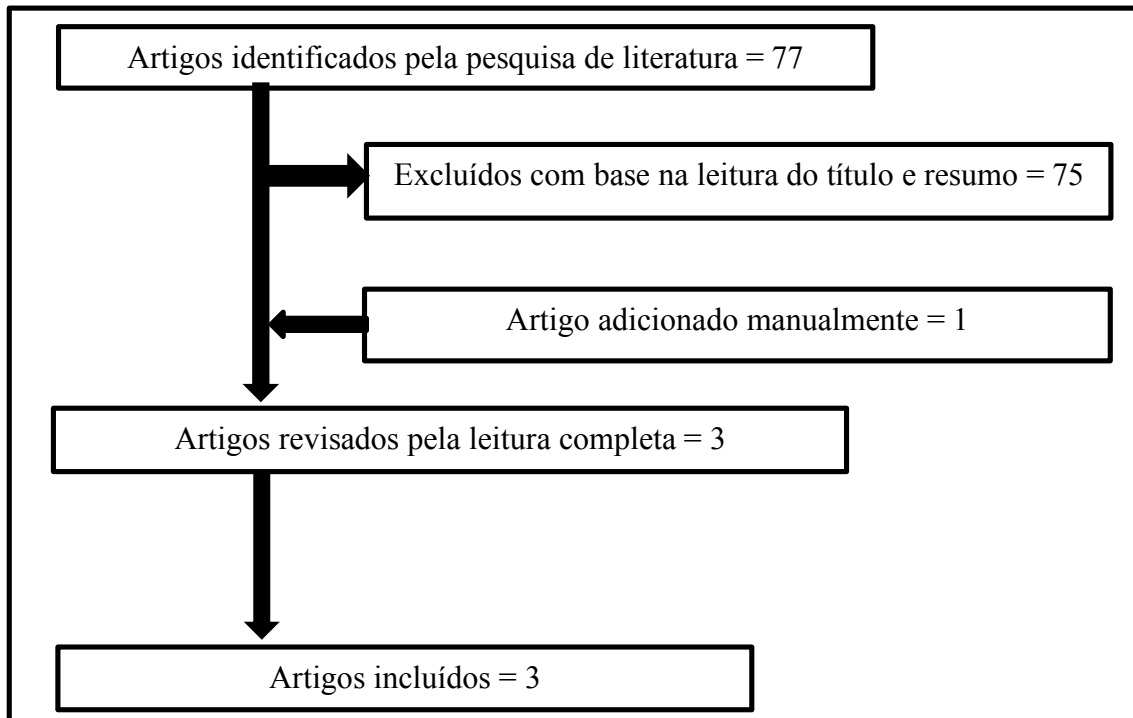 Artigos identificados pela pesquisa de literatura = 77
Excluídos com base na leitura do título e resumo = 75
Artigo adicionado manualmente = 1
Artigos revisados pela leitura completa = 3
Artigos incluídos = 3